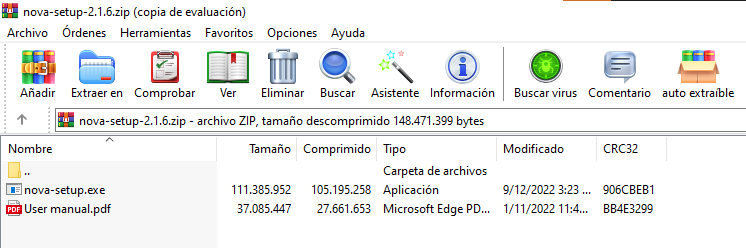 nova-setup-2.1.6.zip (copia de evaluación)
Archivo Órdenes Herramientas Favoritos Opciones Ayuda
Añadir Extraer en Comprobar Ver Eliminar Buscar Asistente Información Buscar virus Comentario auto extraíble
nova-setup-2.1.6.zip - archivo ZIP, tamaño descomprimido 148.471.399 bytes
Nombre Tamaño Comprimido Tipo Modificado CRC32
.. Carpeta de archivos
nova-setup.exe 111.385.952 105.195.258 Aplicación 9/12/2022 3:23 ... 906CBEB1
PDF User manual.pdf 37.085.447 27.661.653 Microsoft Edge PD... 1/11/2022 11:4... BB4E3299